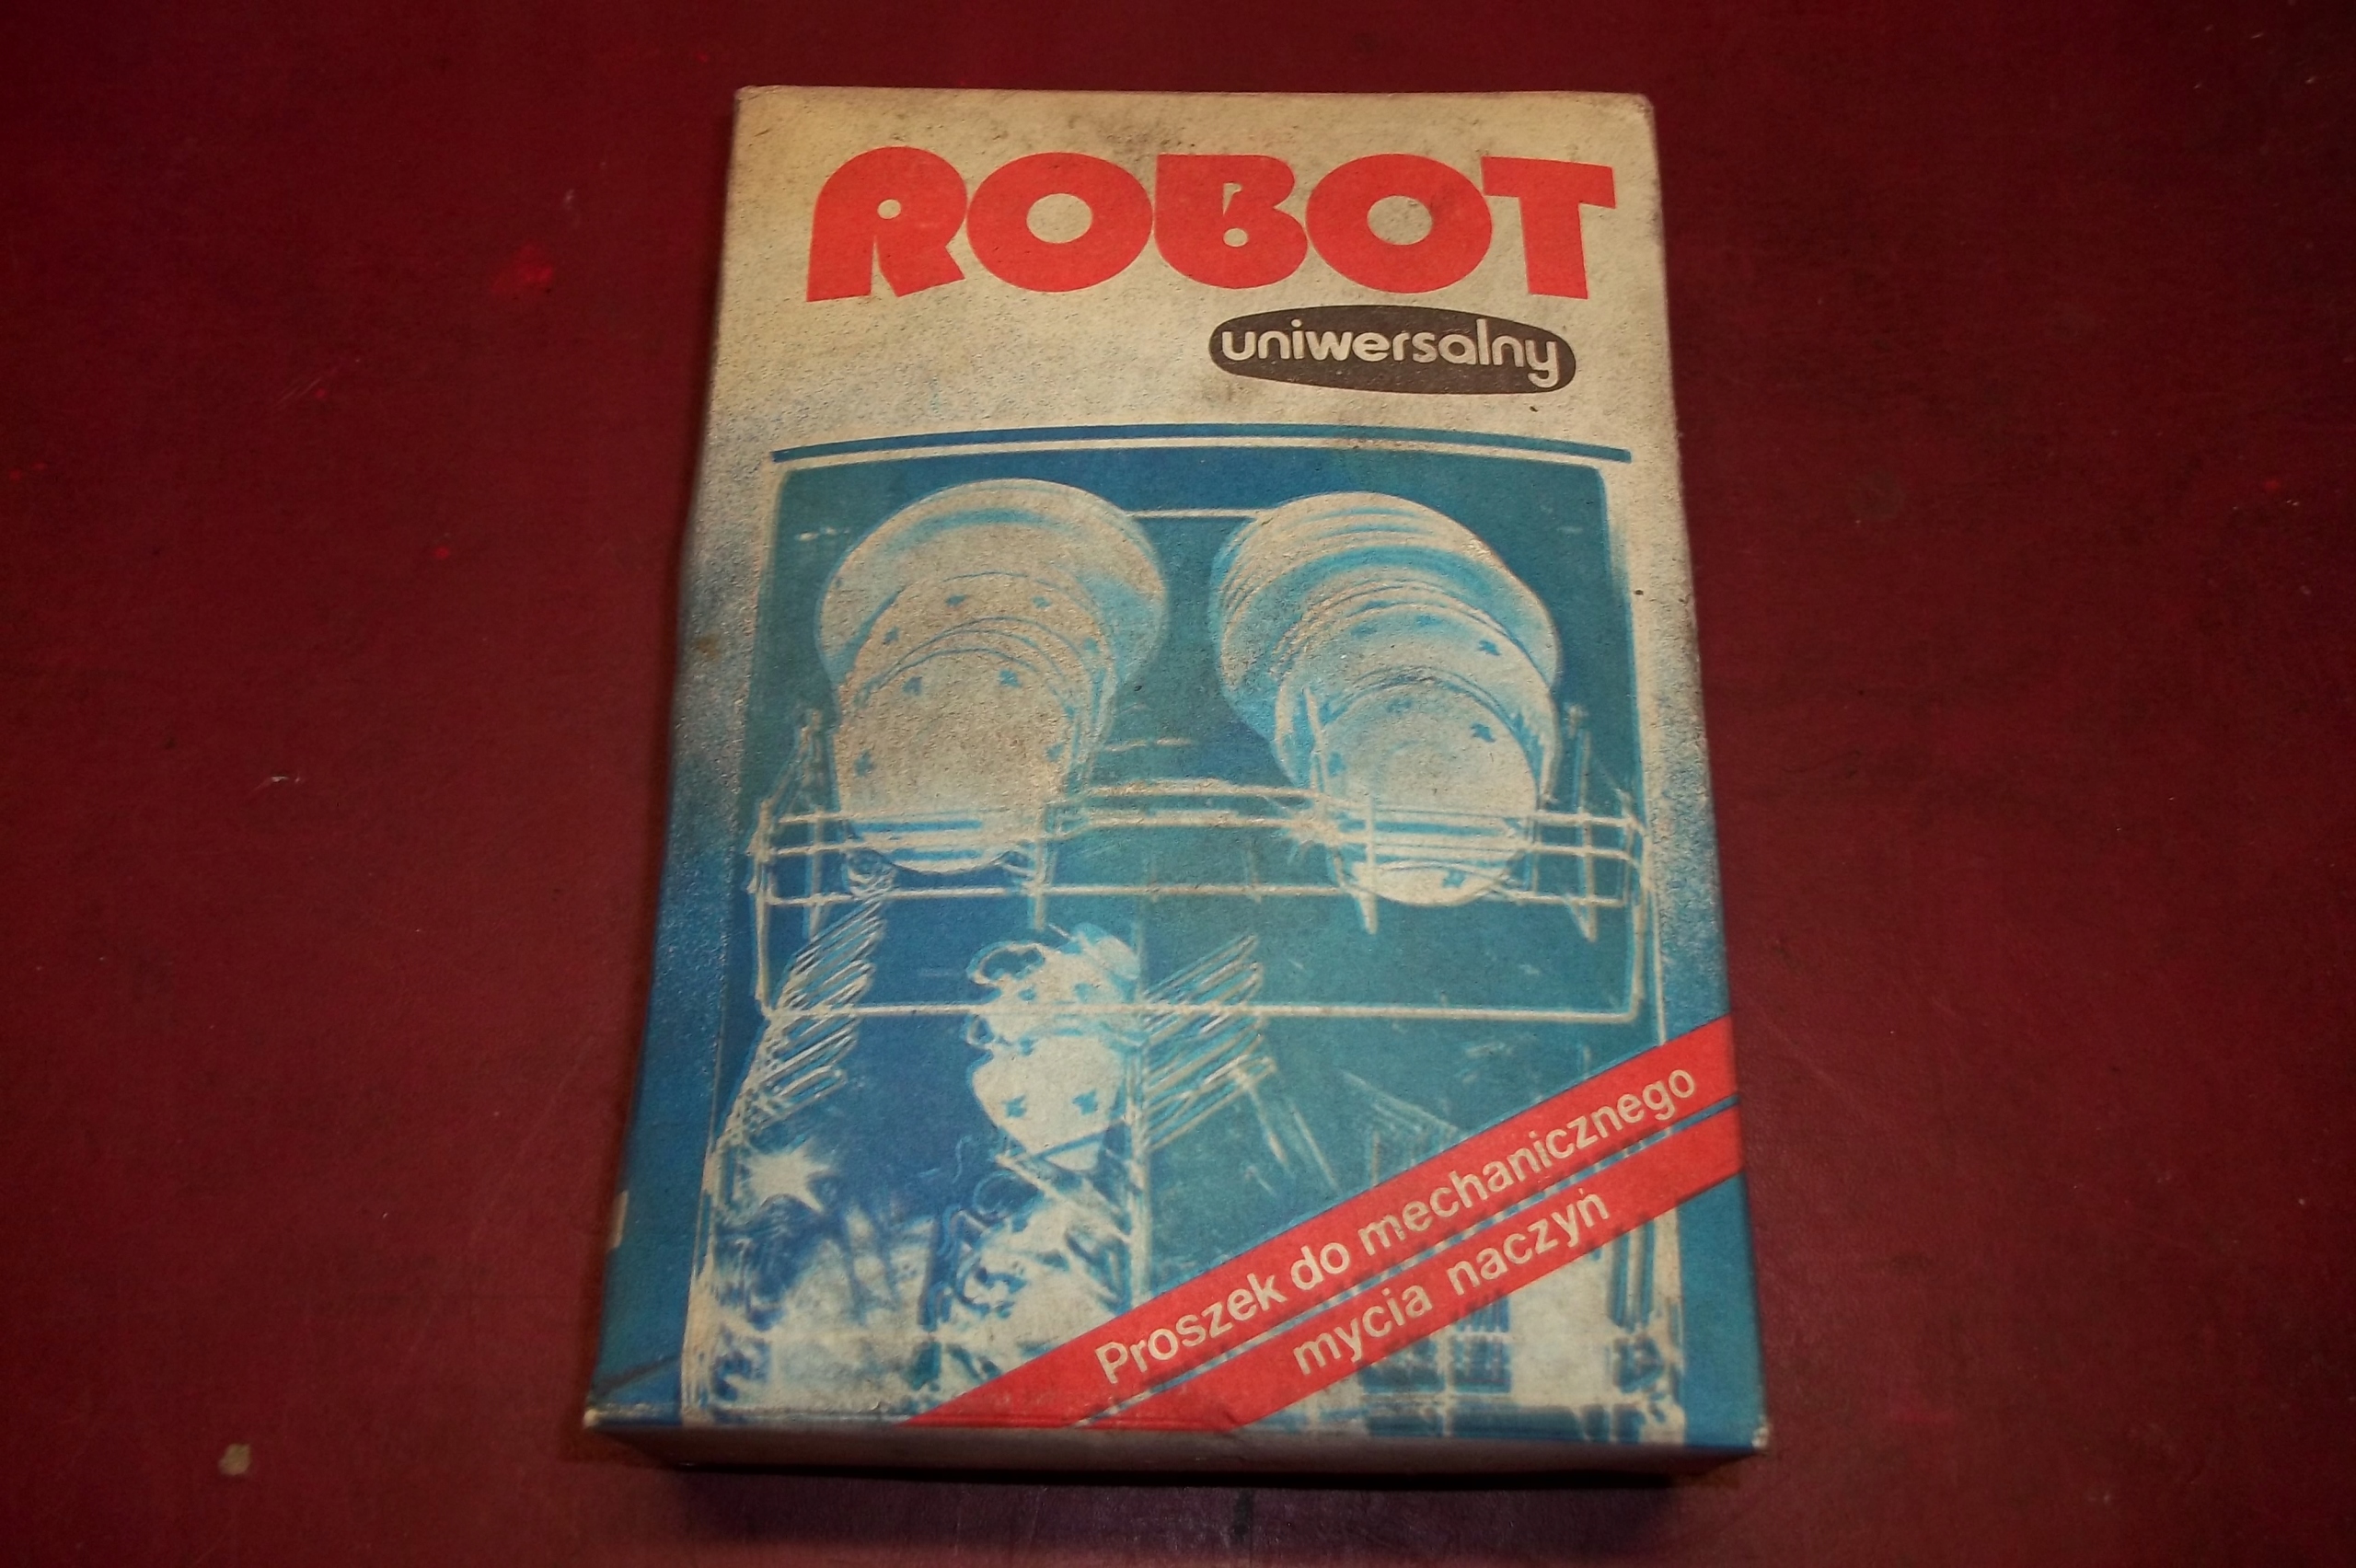 ROBOT
uniwersalny
Proszek do mechanicznego
mycia naczyń